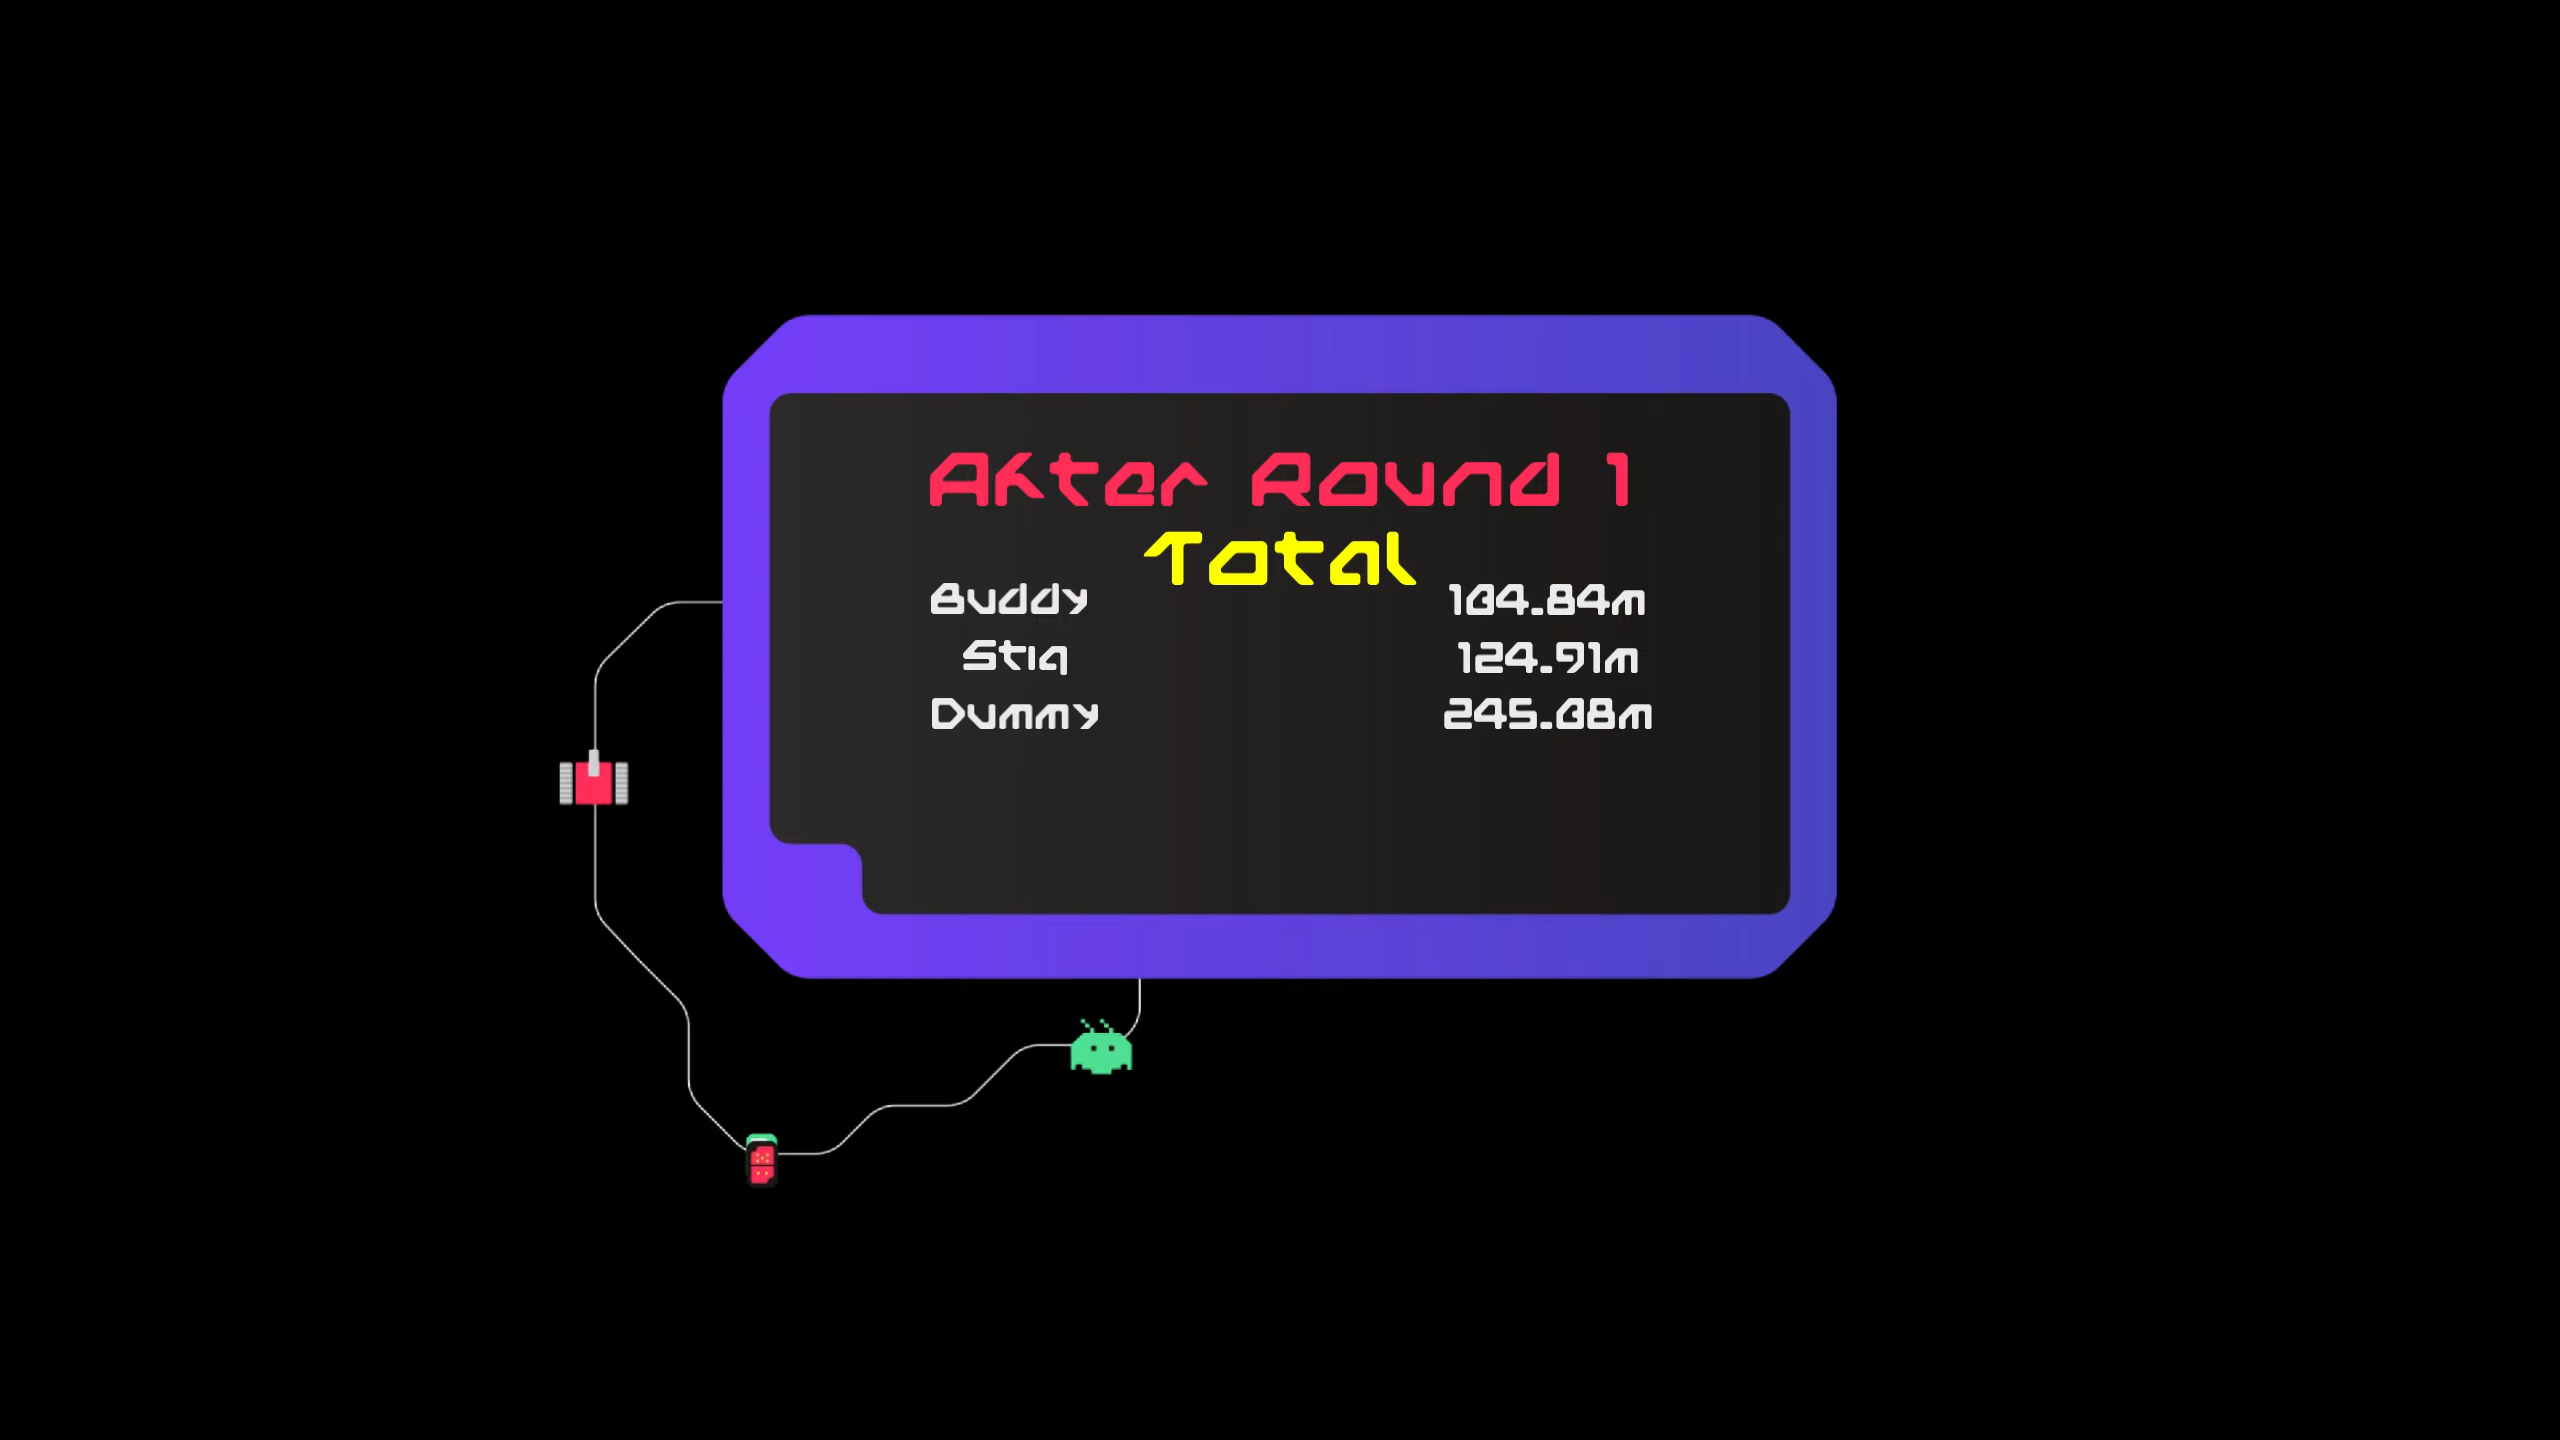 After Round 1
Total
Buddy 104.84m
Stig 124.91m
Dummy 245.08m